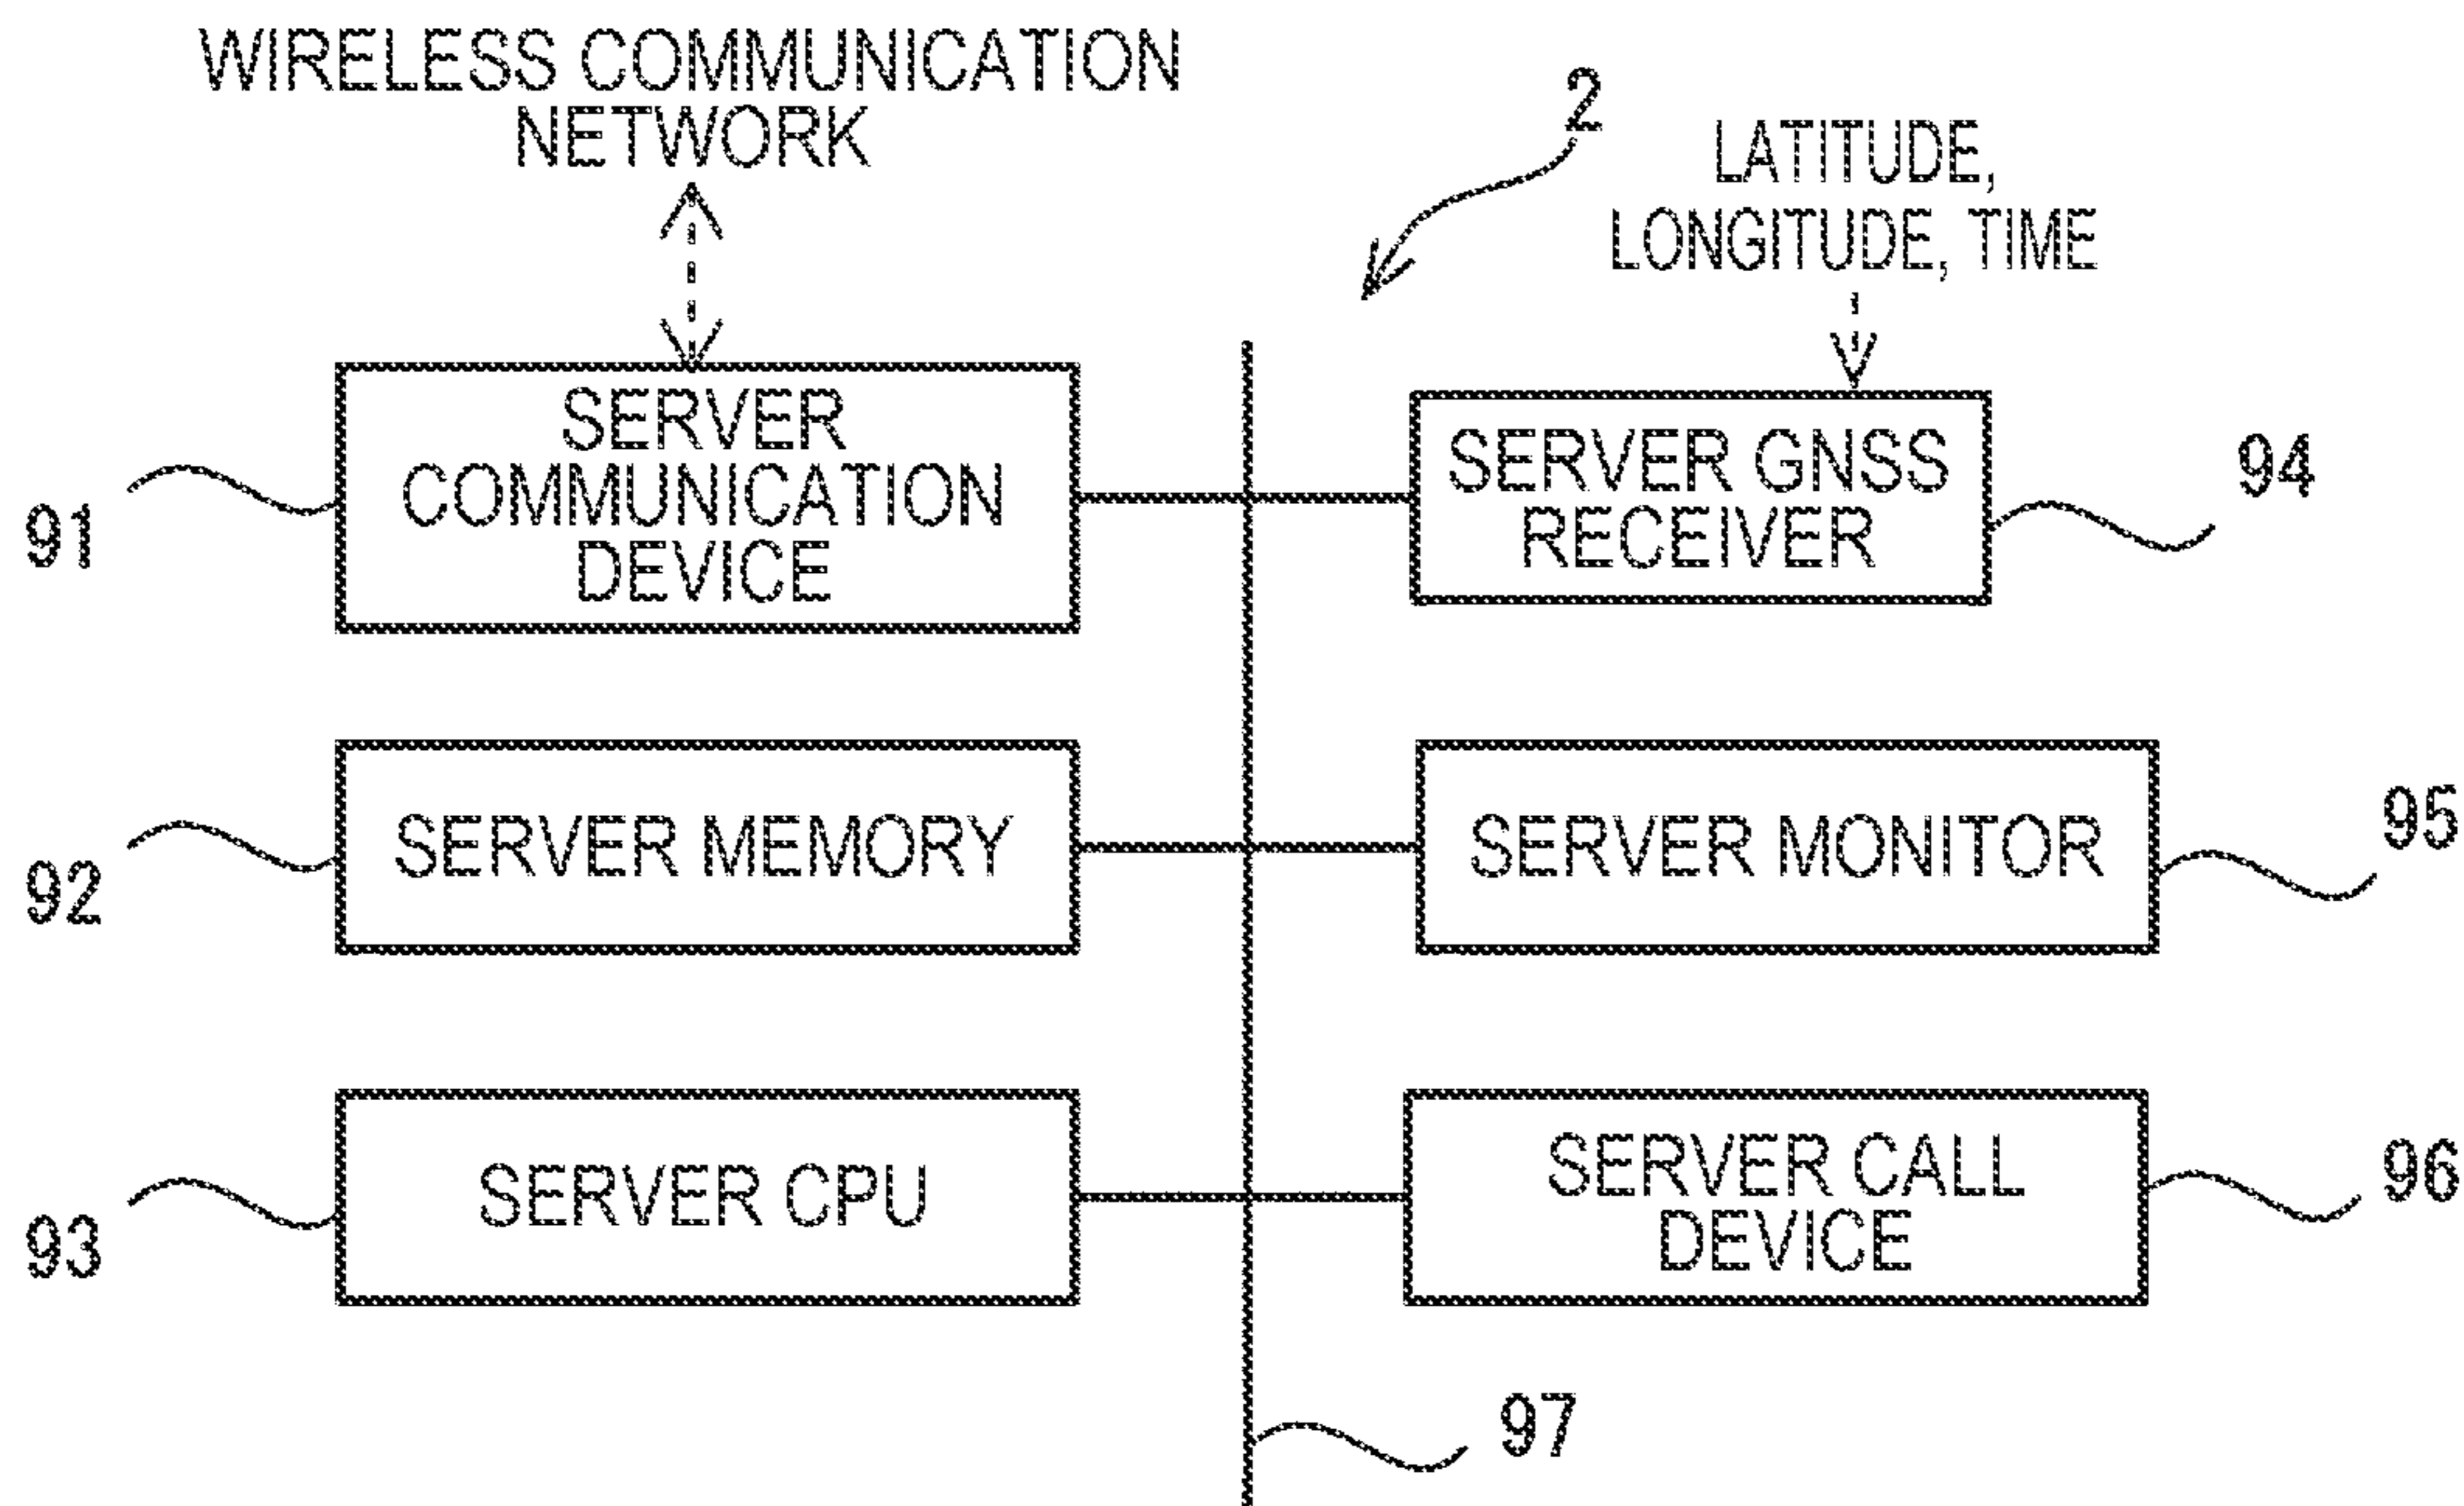 WIRELESS COMMUNICATION
NETWORK
2
LATITUDE,
LONGITUDE, TIME
SERVER
COMMUNICATION
DEVICE
91
SERVER GNSS
RECEIVER
94
SERVER MEMORY
92
SERVER MONITOR
95
SERVER CPU
93
SERVER CALL
DEVICE
96
97